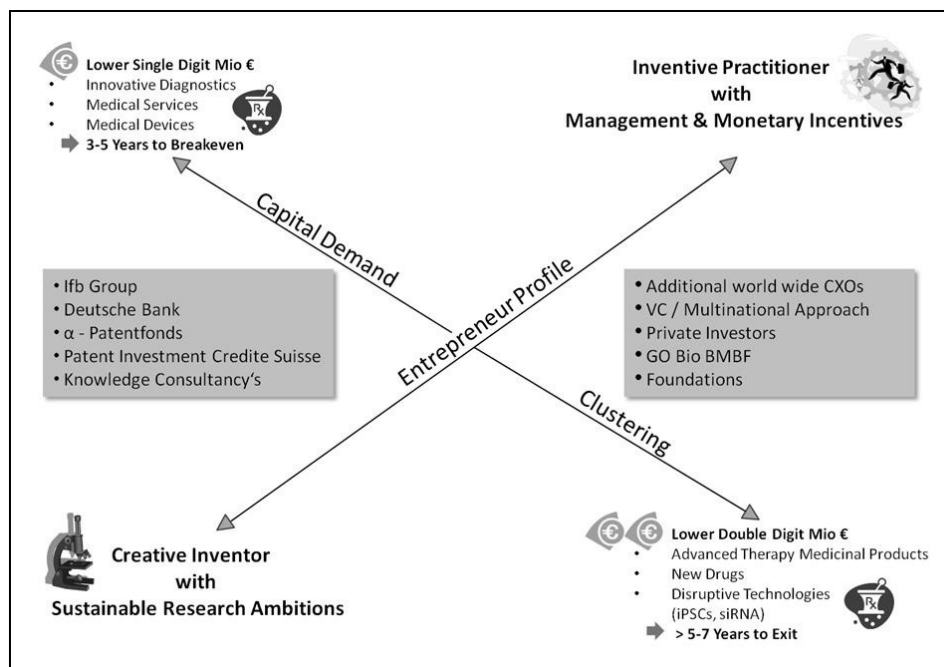 Lower Single Digit Mio €
• Innovative Diagnostics
• Medical Services
• Medical Devices
3-5 Years to Breakeven
Inventive Practitioner
with
Management & Monetary Incentives
Capital Demand
Entrepreneur Profile
Clustering
• Ifb Group
• Deutsche Bank
• α - Patentfonds
• Patent Investment Credite Suisse
• Knowledge Consultancy‘s
• Additional world wide CXOs
• VC / Multinational Approach
• Private Investors
• GO Bio BMBF
• Foundations
Creative Inventor
with
Sustainable Research Ambitions
Lower Double Digit Mio €
• Advanced Therapy Medicinal Products
• New Drugs
• Disruptive Technologies
(iPSCs, siRNA)
> 5-7 Years to Exit
€
Rx
€ €
Rx